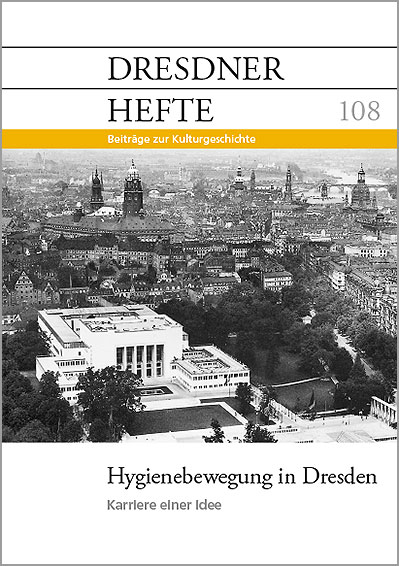 DRESDNER
HEFTE 108
Beiträge zur Kulturgeschichte
Hygienebewegung in Dresden
Karriere einer Idee